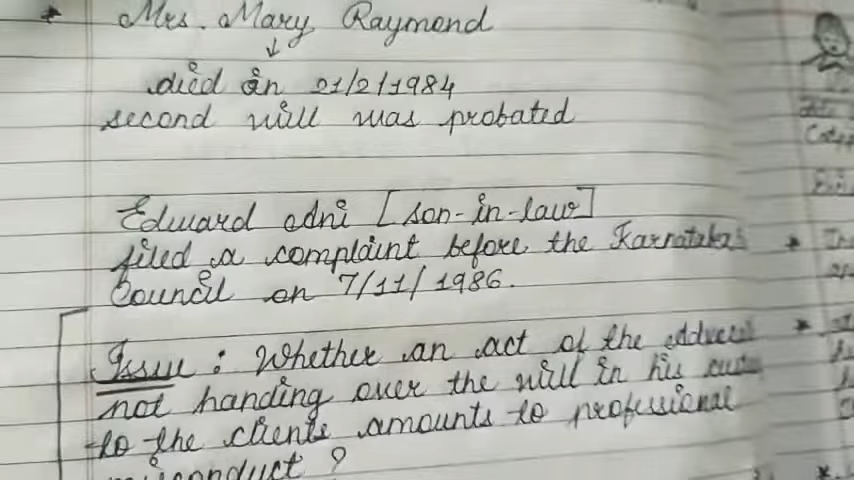 Mrs. Mary Raymond
died in 21/2/1984
second will was probated
Edward adni [son-in-law]
filed a complaint before the Karnataka
Council on 7/11/1986.
Issue : Whether an act of the
not handing over the will in his
to the clients amounts to professional
misconduct ?